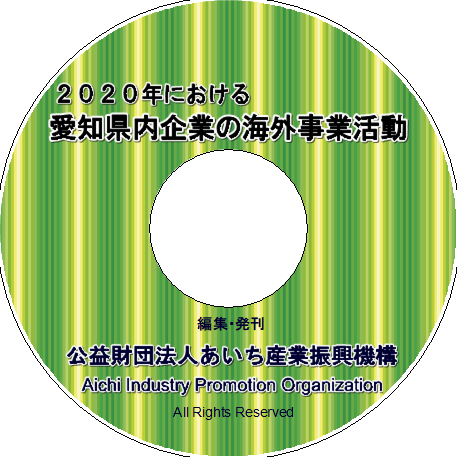 ２０２０年における
愛知県内企業の海外事業活動
編集・発刊
公益財団法人あいち産業振興機構
Aichi Industry Promotion Organization
All Rights Reserved